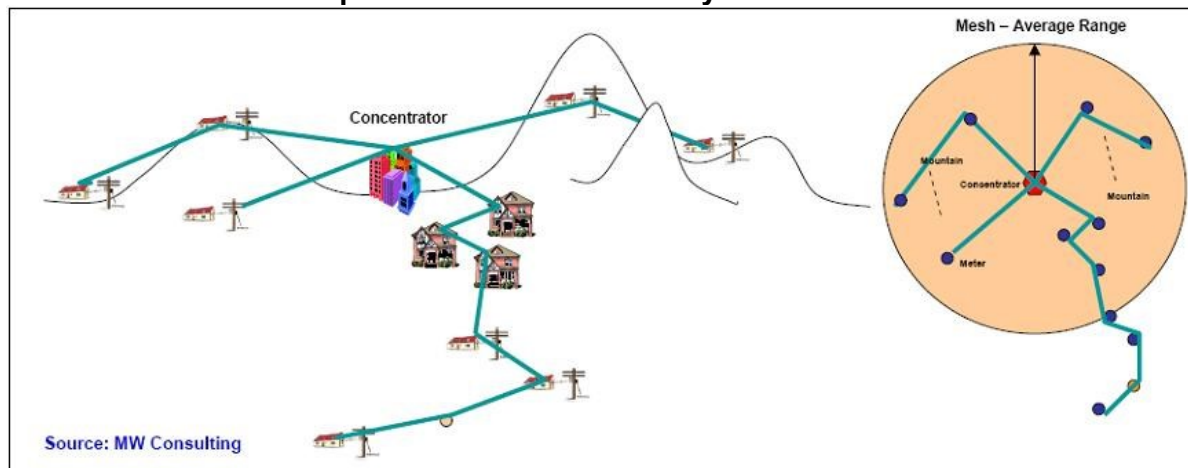 Concentrator
Source: MW Consulting
Mesh – Average Range
Mountain
Consentrator
Mountain
Meter